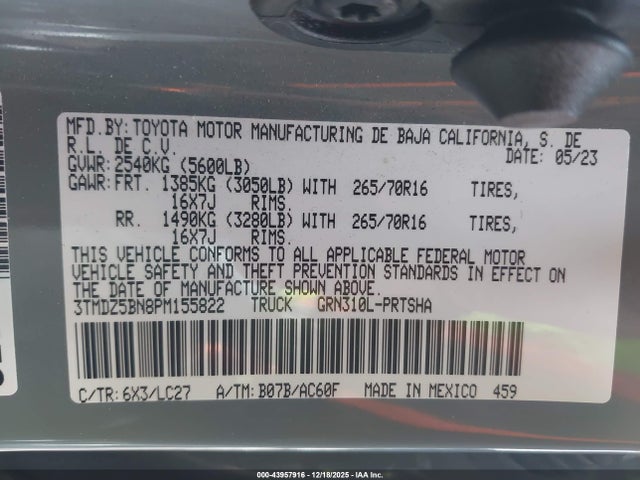 MFD.BY: TOYOTA MOTOR MANUFACTURING DE BAJA CALIFORNIA, S. DE
R.L. DE C.V. DATE: 05/23
GVWR: 2540KG (5600LB)
GAWR: FRT. 1385KG (3050LB) WITH 265/70R16 TIRES,
16X7J RIMS.
RR. 1490KG (3280LB) WITH 265/70R16 TIRES,
16X7J RIMS.
THIS VEHICLE CONFORMS TO ALL APPLICABLE FEDERAL MOTOR
VEHICLE SAFETY AND THEFT PREVENTION STANDARDS IN EFFECT ON
THE DATE OF MANUFACTURE SHOWN ABOVE.
3TMDZ5BN8PM155822 TRUCK GRN310L-PRTSHA
C/TR: 6X3/LC27 A/TM: B07B/AC60F MADE IN MEXICO 459
000-43957916 - 12/18/2025 - IAA, Inc.